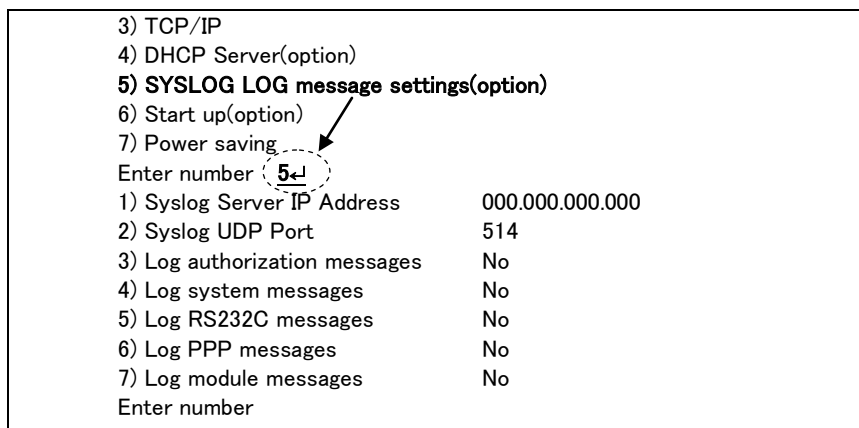 3) TCP/IP
4) DHCP Server(option)
5) SYSLOG LOG message settings(option)
6) Start up(option)
7) Power saving
Enter number 5↵
1) Syslog Server IP Address 000.000.000.000
2) Syslog UDP Port 514
3) Log authorization messages No
4) Log system messages No
5) Log RS232C messages No
6) Log PPP messages No
7) Log module messages No
Enter number